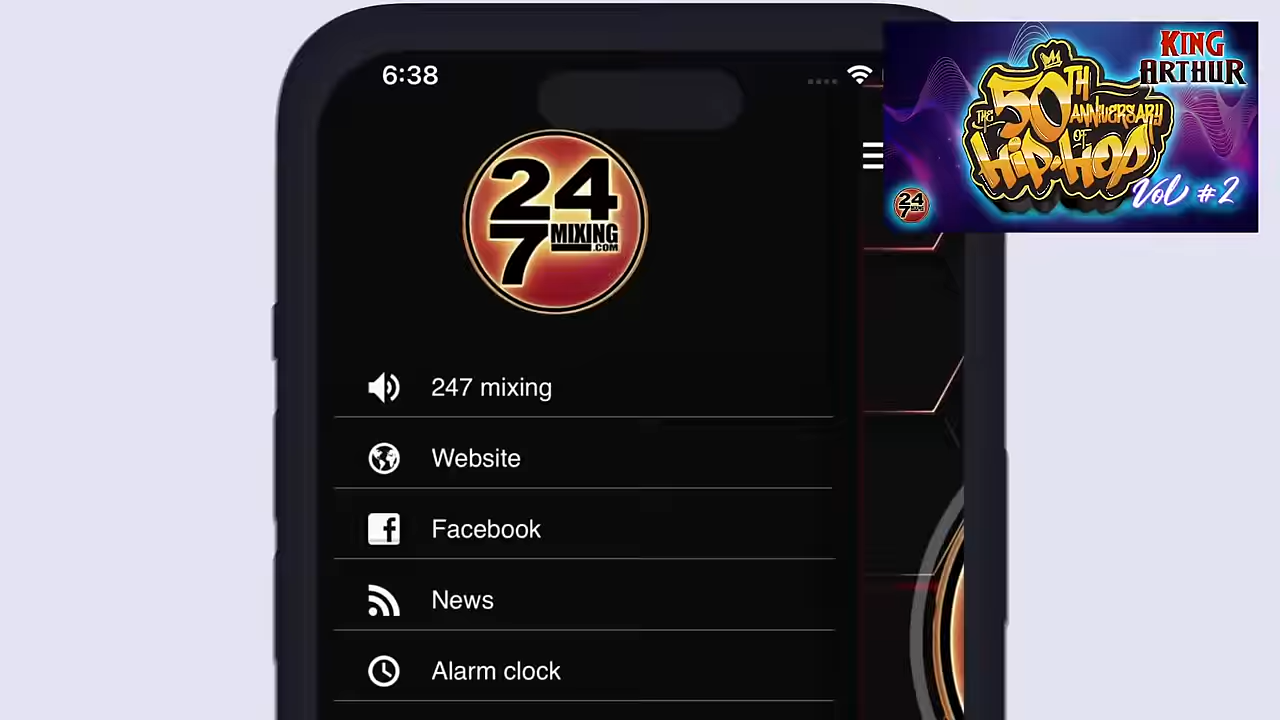 6:38
24
7 MIXING
.COM
247 mixing
Website
Facebook
News
Alarm clock
KING
ARTHUR
THE 50TH
ANNIVERSARY
OF
HIP-HOP
Vol #2
24
7